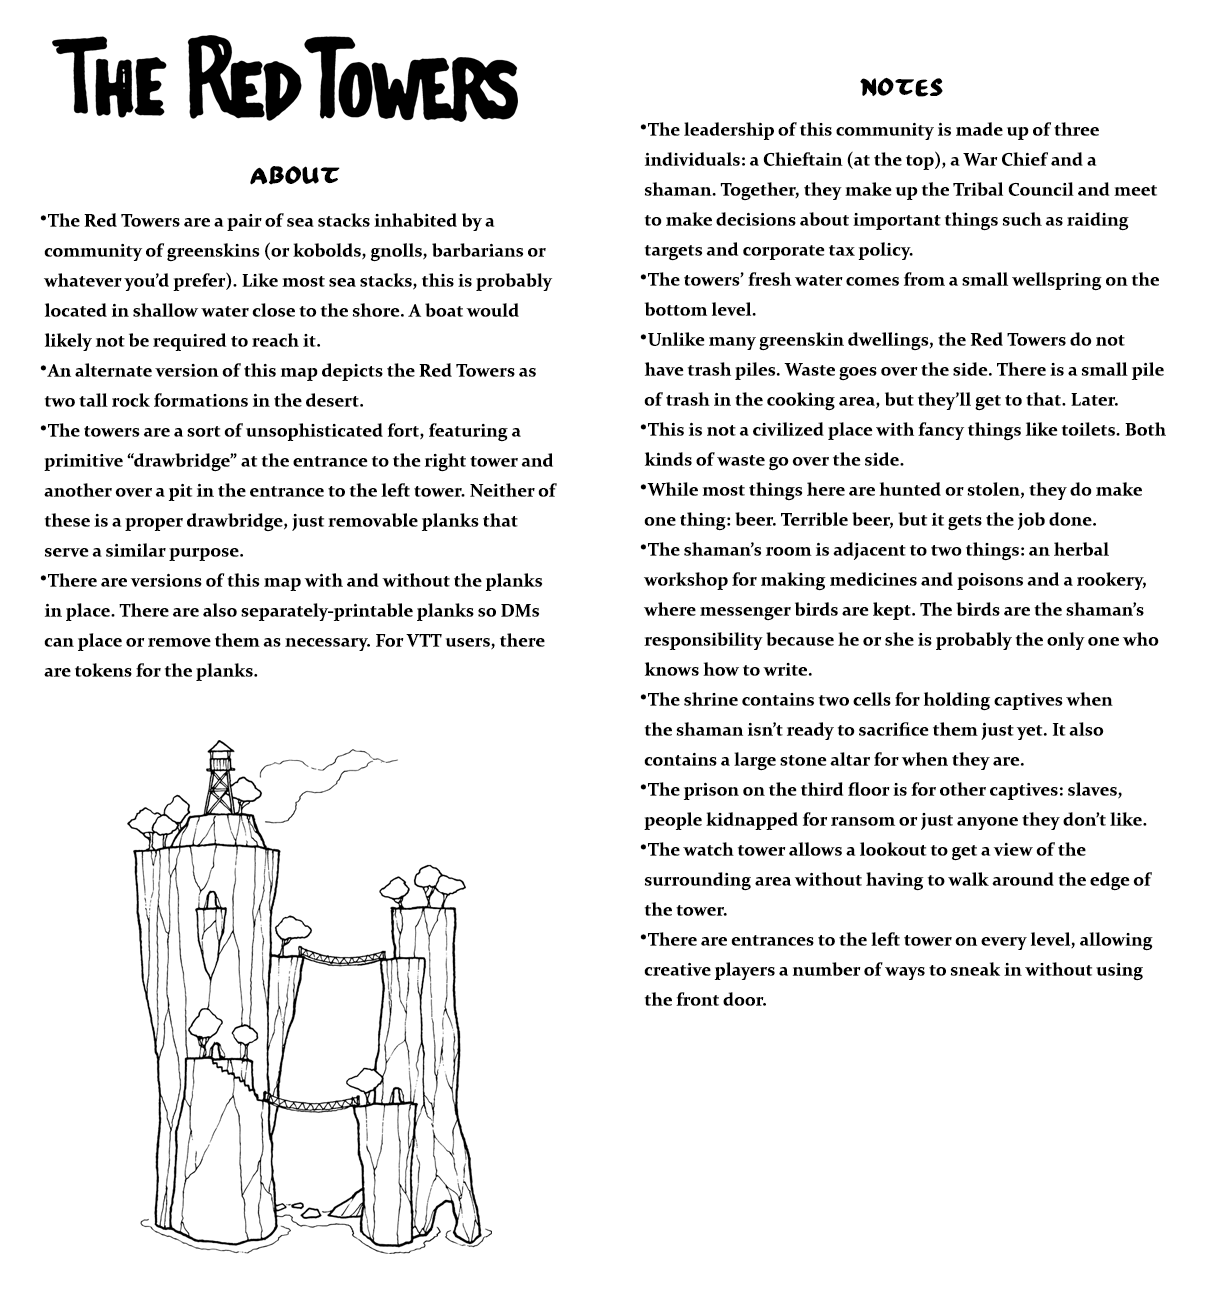 THE RED TOWERS
ABOUT
•The Red Towers are a pair of sea stacks inhabited by a
community of greenskins (or kobolds, gnolls, barbarians or
whatever you’d prefer). Like most sea stacks, this is probably
located in shallow water close to the shore. A boat would
likely not be required to reach it.
•An alternate version of this map depicts the Red Towers as
two tall rock formations in the desert.
•The towers are a sort of unsophisticated fort, featuring a
primitive “drawbridge” at the entrance to the right tower and
another over a pit in the entrance to the left tower. Neither of
these is a proper drawbridge, just removable planks that
serve a similar purpose.
•There are versions of this map with and without the planks
in place. There are also separately-printable planks so DMs
can place or remove them as necessary. For VTT users, there
are tokens for the planks.
NOTES
•The leadership of this community is made up of three
individuals: a Chieftain (at the top), a War Chief and a
shaman. Together, they make up the Tribal Council and meet
to make decisions about important things such as raiding
targets and corporate tax policy.
•The towers’ fresh water comes from a small wellspring on the
bottom level.
•Unlike many greenskin dwellings, the Red Towers do not
have trash piles. Waste goes over the side. There is a small pile
of trash in the cooking area, but they’ll get to that. Later.
•This is not a civilized place with fancy things like toilets. Both
kinds of waste go over the side.
•While most things here are hunted or stolen, they do make
one thing: beer. Terrible beer, but it gets the job done.
•The shaman’s room is adjacent to two things: an herbal
workshop for making medicines and poisons and a rookery,
where messenger birds are kept. The birds are the shaman’s
responsibility because he or she is probably the only one who
knows how to write.
•The shrine contains two cells for holding captives when
the shaman isn’t ready to sacrifice them just yet. It also
contains a large stone altar for when they are.
•The prison on the third floor is for other captives: slaves,
people kidnapped for ransom or just anyone they don’t like.
•The watch tower allows a lookout to get a view of the
surrounding area without having to walk around the edge of
the tower.
•There are entrances to the left tower on every level, allowing
creative players a number of ways to sneak in without using
the front door.